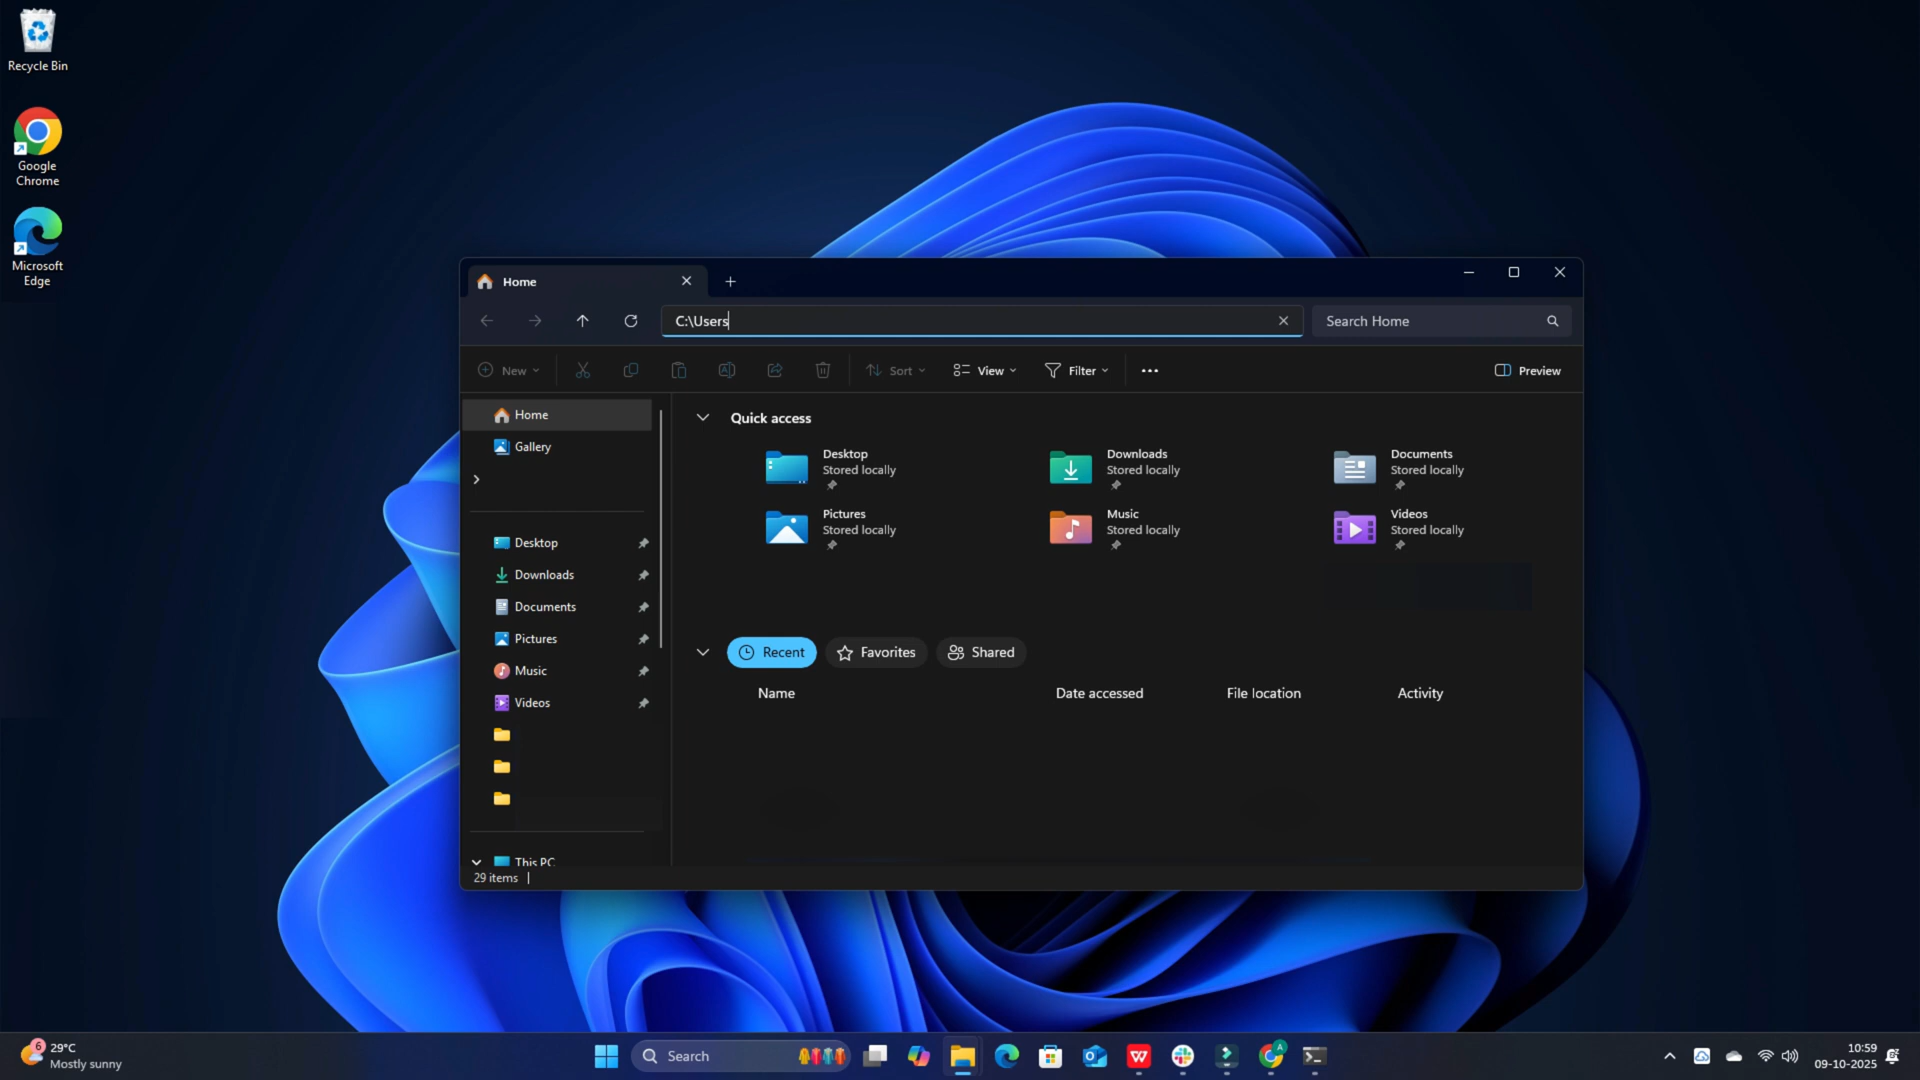 Recycle Bin
Google
Chrome
Microsoft
Edge
Home
C:\Users
Search Home
New
Sort
View
Filter
Preview
Home
Gallery
Desktop
Downloads
Documents
Pictures
Music
Videos
This PC
29 items
Quick access
Desktop
Stored locally
Downloads
Stored locally
Documents
Stored locally
Pictures
Stored locally
Music
Stored locally
Videos
Stored locally
Recent
Favorites
Shared
Name
Date accessed
File location
Activity
6
29°C
Mostly sunny
Search
A
10:59
09-10-2025